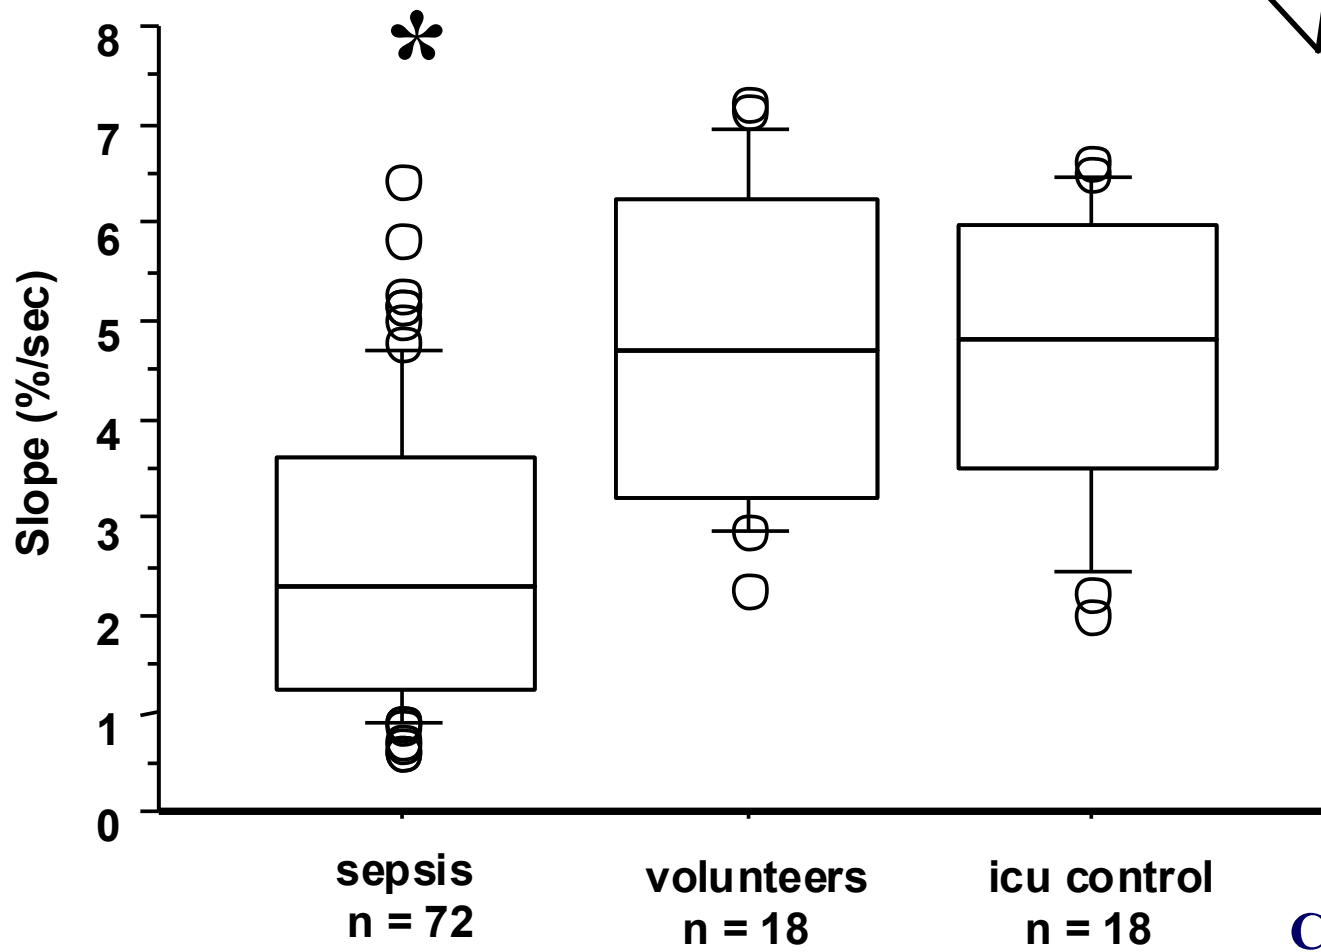 *
8
7
6
5
4
3
2
1
0
Slope (%/sec)
sepsis
n = 72
volunteers
n = 18
icu control
n = 18
C